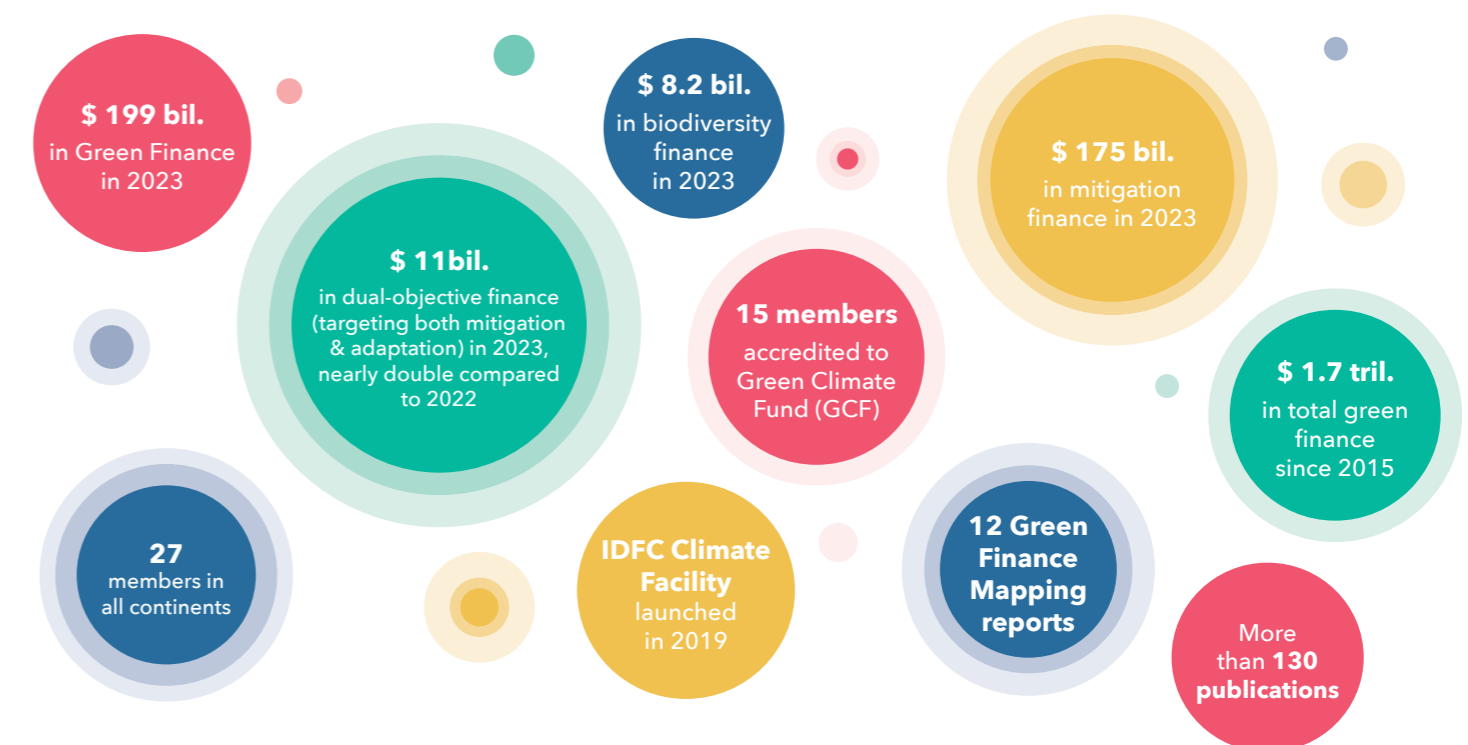 $ 199 bil.
in Green Finance
in 2023
$ 11bil.
in dual-objective finance
(targeting both mitigation
& adaptation) in 2023,
nearly double compared
to 2022
$ 8.2 bil.
in biodiversity
finance
in 2023
$ 175 bil.
in mitigation
finance in 2023
15 members
accredited to
Green Climate
Fund (GCF)
$ 1.7 tril.
in total green
finance
since 2015
27
members in
all continents
IDFC Climate
Facility
launched
in 2019
12 Green
Finance
Mapping
reports
More
than 130
publications